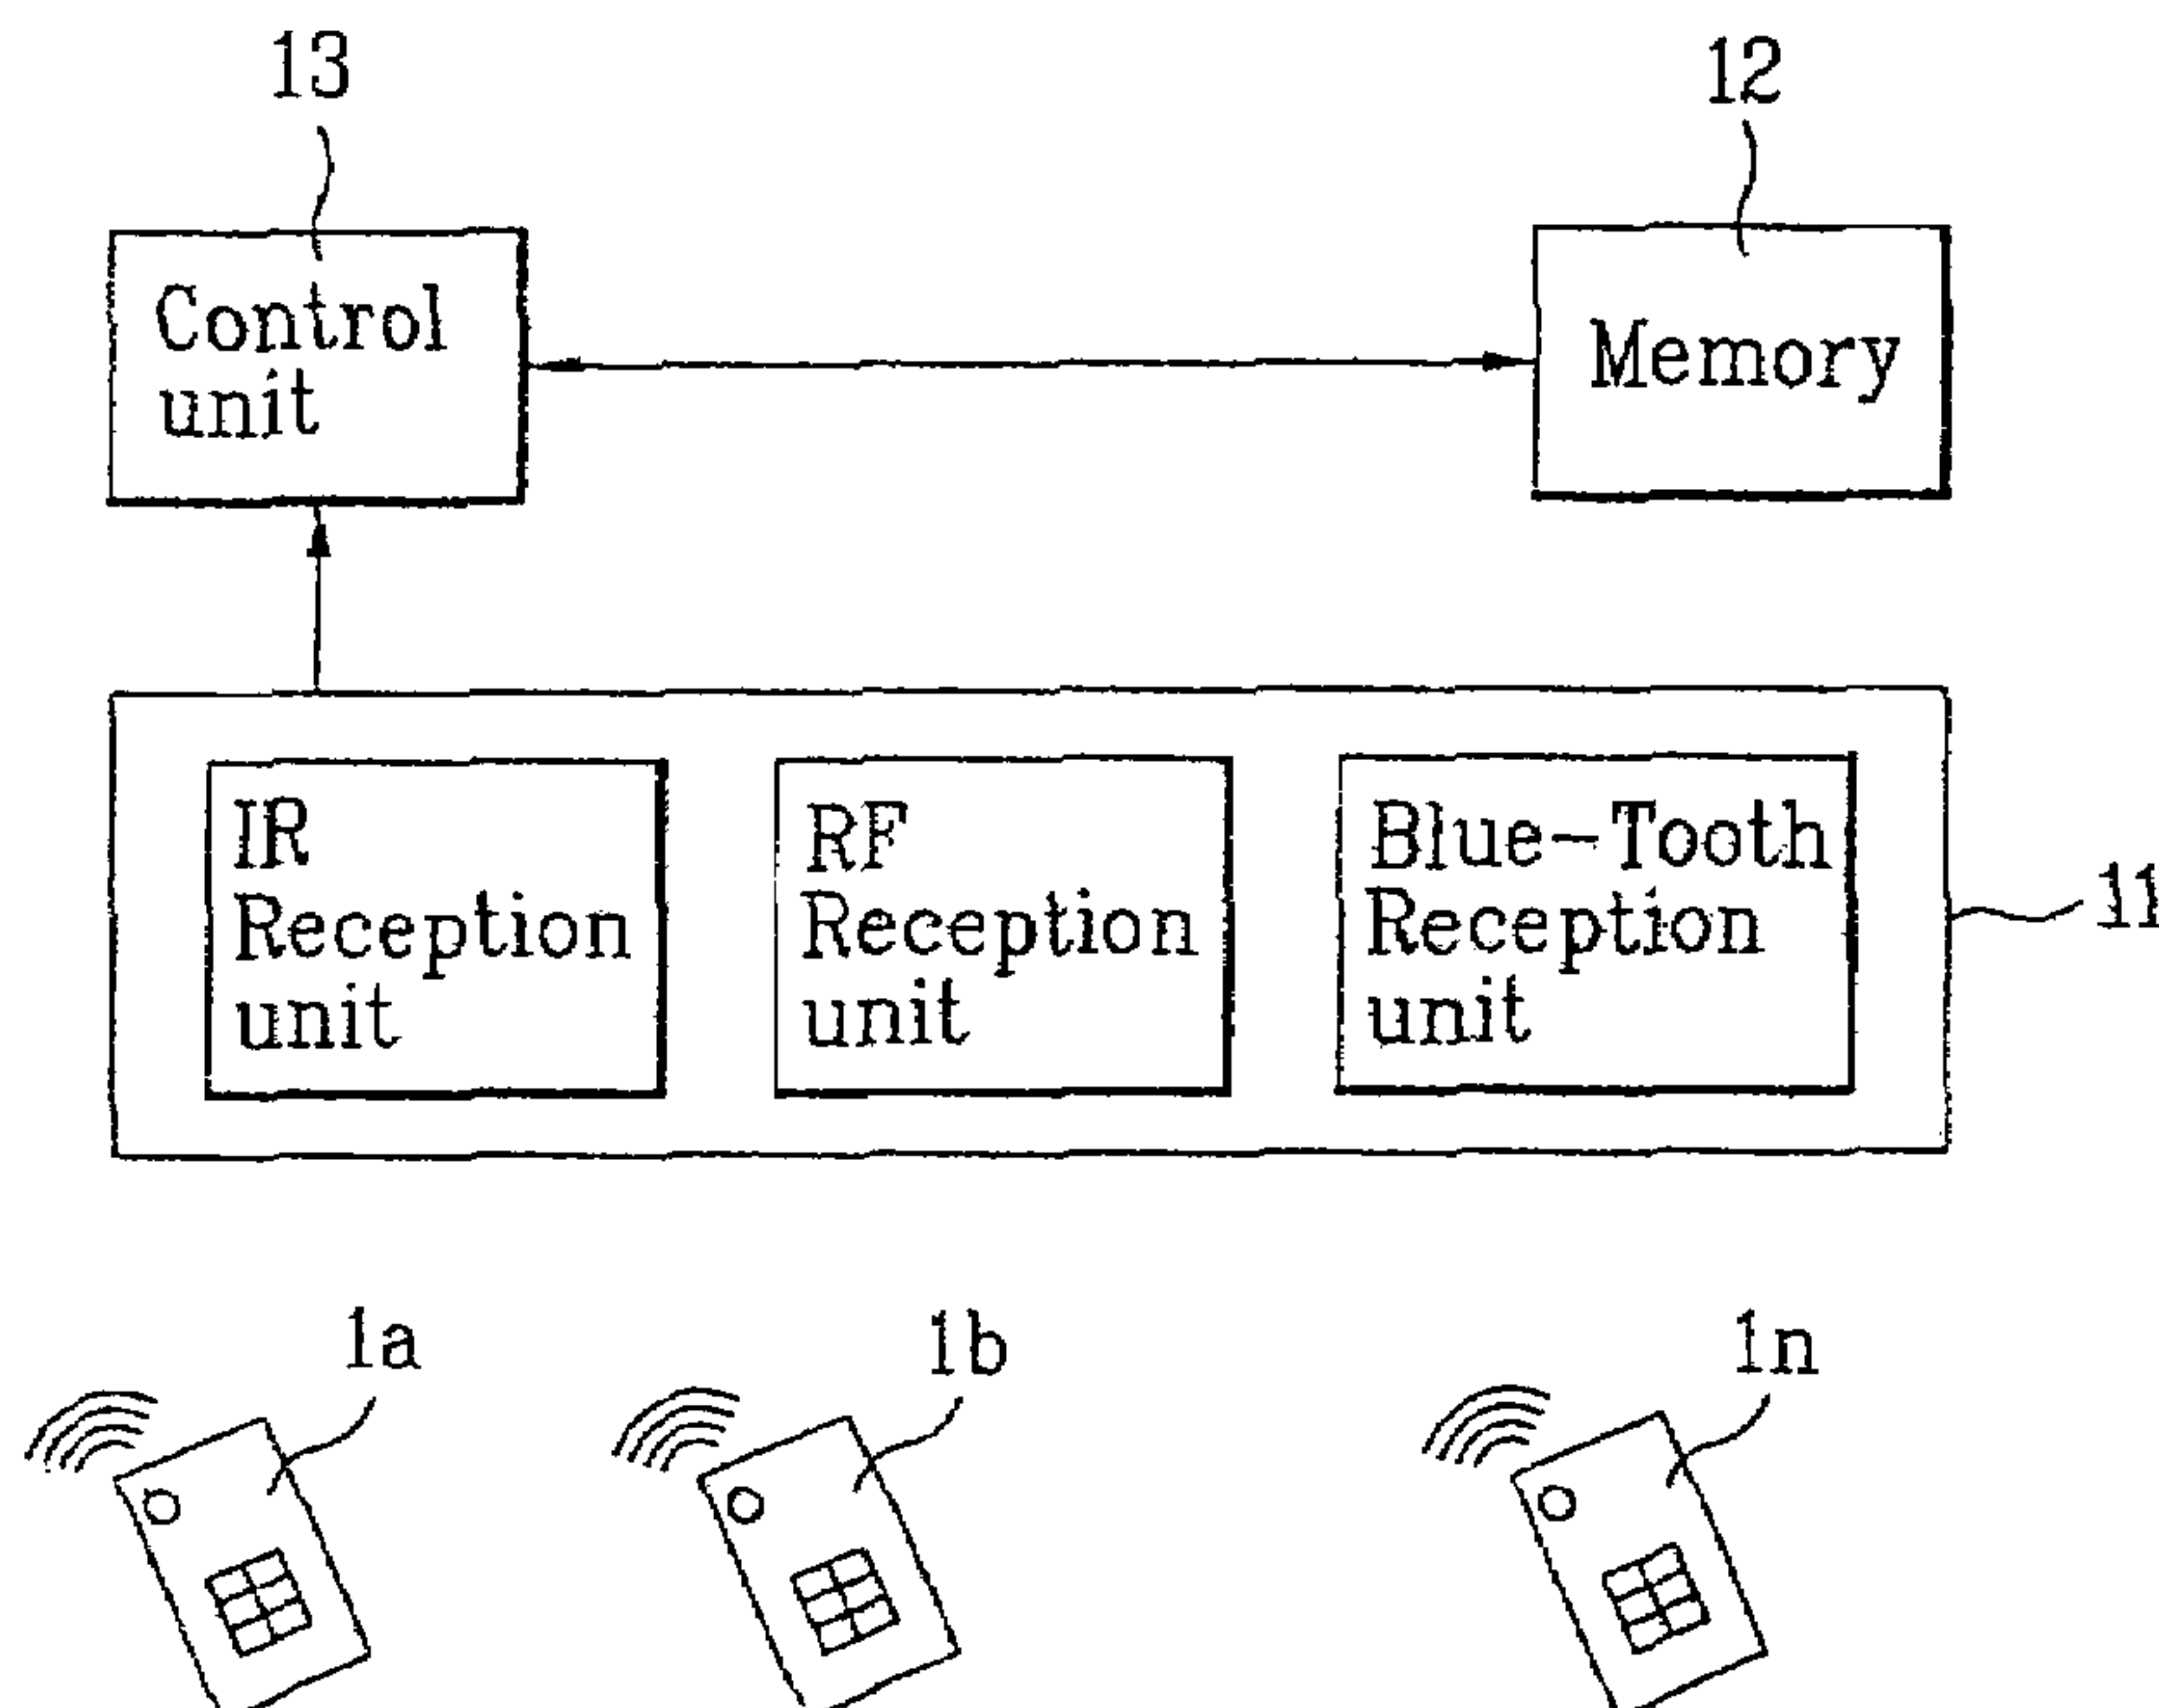 13
12
Control
unit
Memory
IR
Reception
unit
RF
Reception
unit
Blue-Tooth
Reception
unit
11
1a
1b
1n